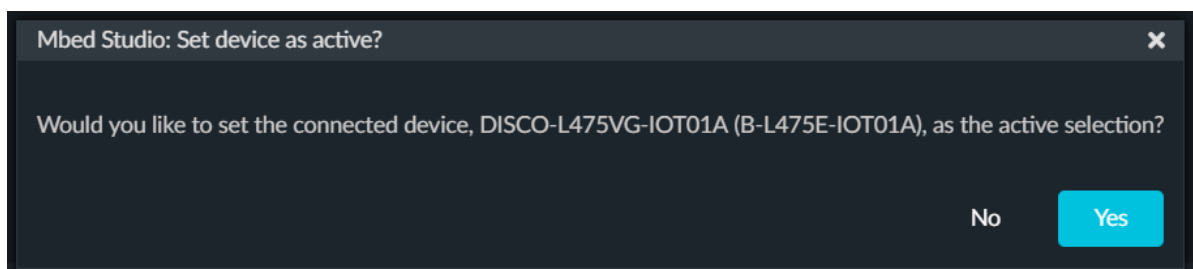 Mbed Studio: Set device as active?
Would you like to set the connected device, DISCO-L475VG-IOT01A (B-L475E-IOT01A), as the active selection?
No
Yes